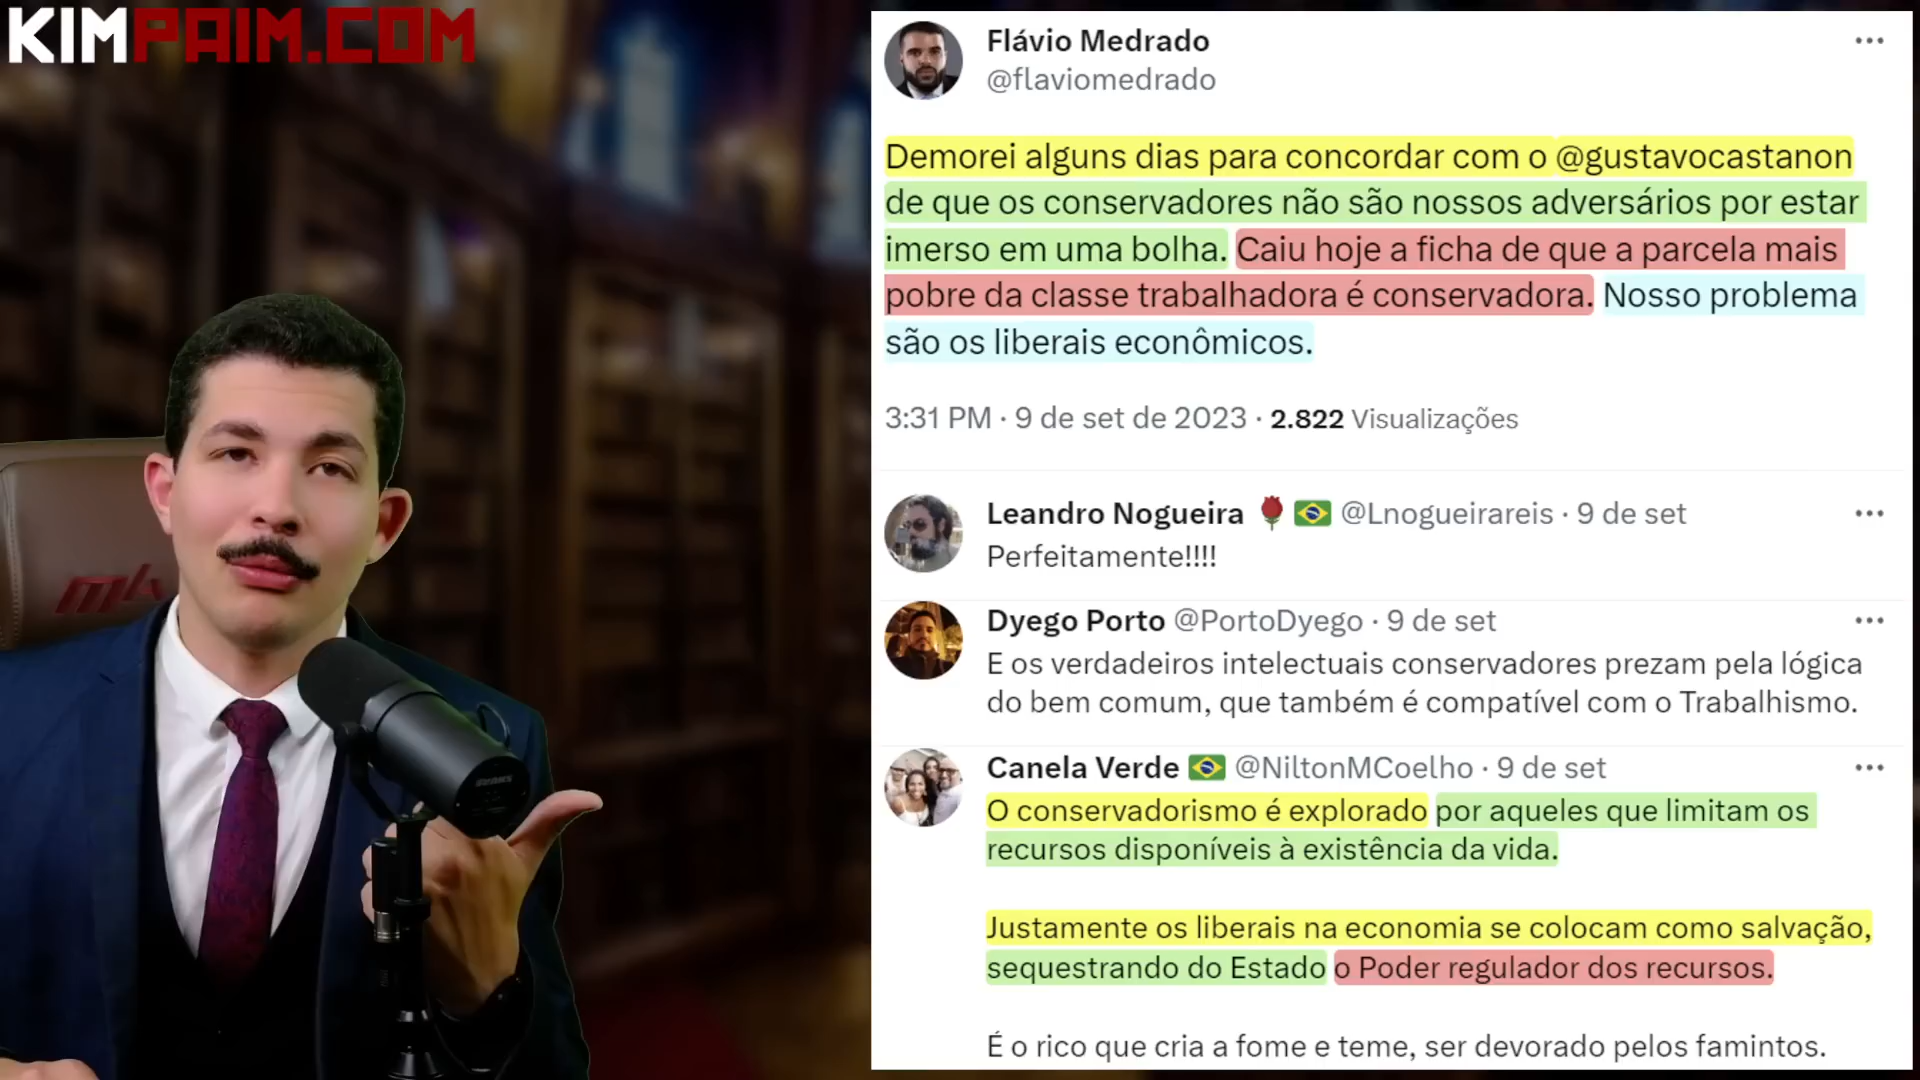 KIMPAIM.COM
Flávio Medrado
@flaviomedrado
Demorei alguns dias para concordar com o @gustavocastanon
de que os conservadores não são nossos adversários por estar
imerso em uma bolha. Caiu hoje a ficha de que a parcela mais
pobre da classe trabalhadora é conservadora. Nosso problema
são os liberais econômicos.
3:31 PM · 9 de set de 2023 · 2.822 Visualizações
Leandro Nogueira 🌹 🇧🇷 @Lnogueirareis · 9 de set
Perfeitamente!!!!
Dyego Porto @PortoDyego · 9 de set
E os verdadeiros intelectuais conservadores prezam pela lógica
do bem comum, que também é compatível com o Trabalhismo.
Canela Verde 🇧🇷 @NiltonMCoelho · 9 de set
O conservadorismo é explorado por aqueles que limitam os
recursos disponíveis à existência da vida.
Justamente os liberais na economia se colocam como salvação,
sequestrando do Estado o Poder regulador dos recursos.
É o rico que cria a fome e teme, ser devorado pelos famintos.